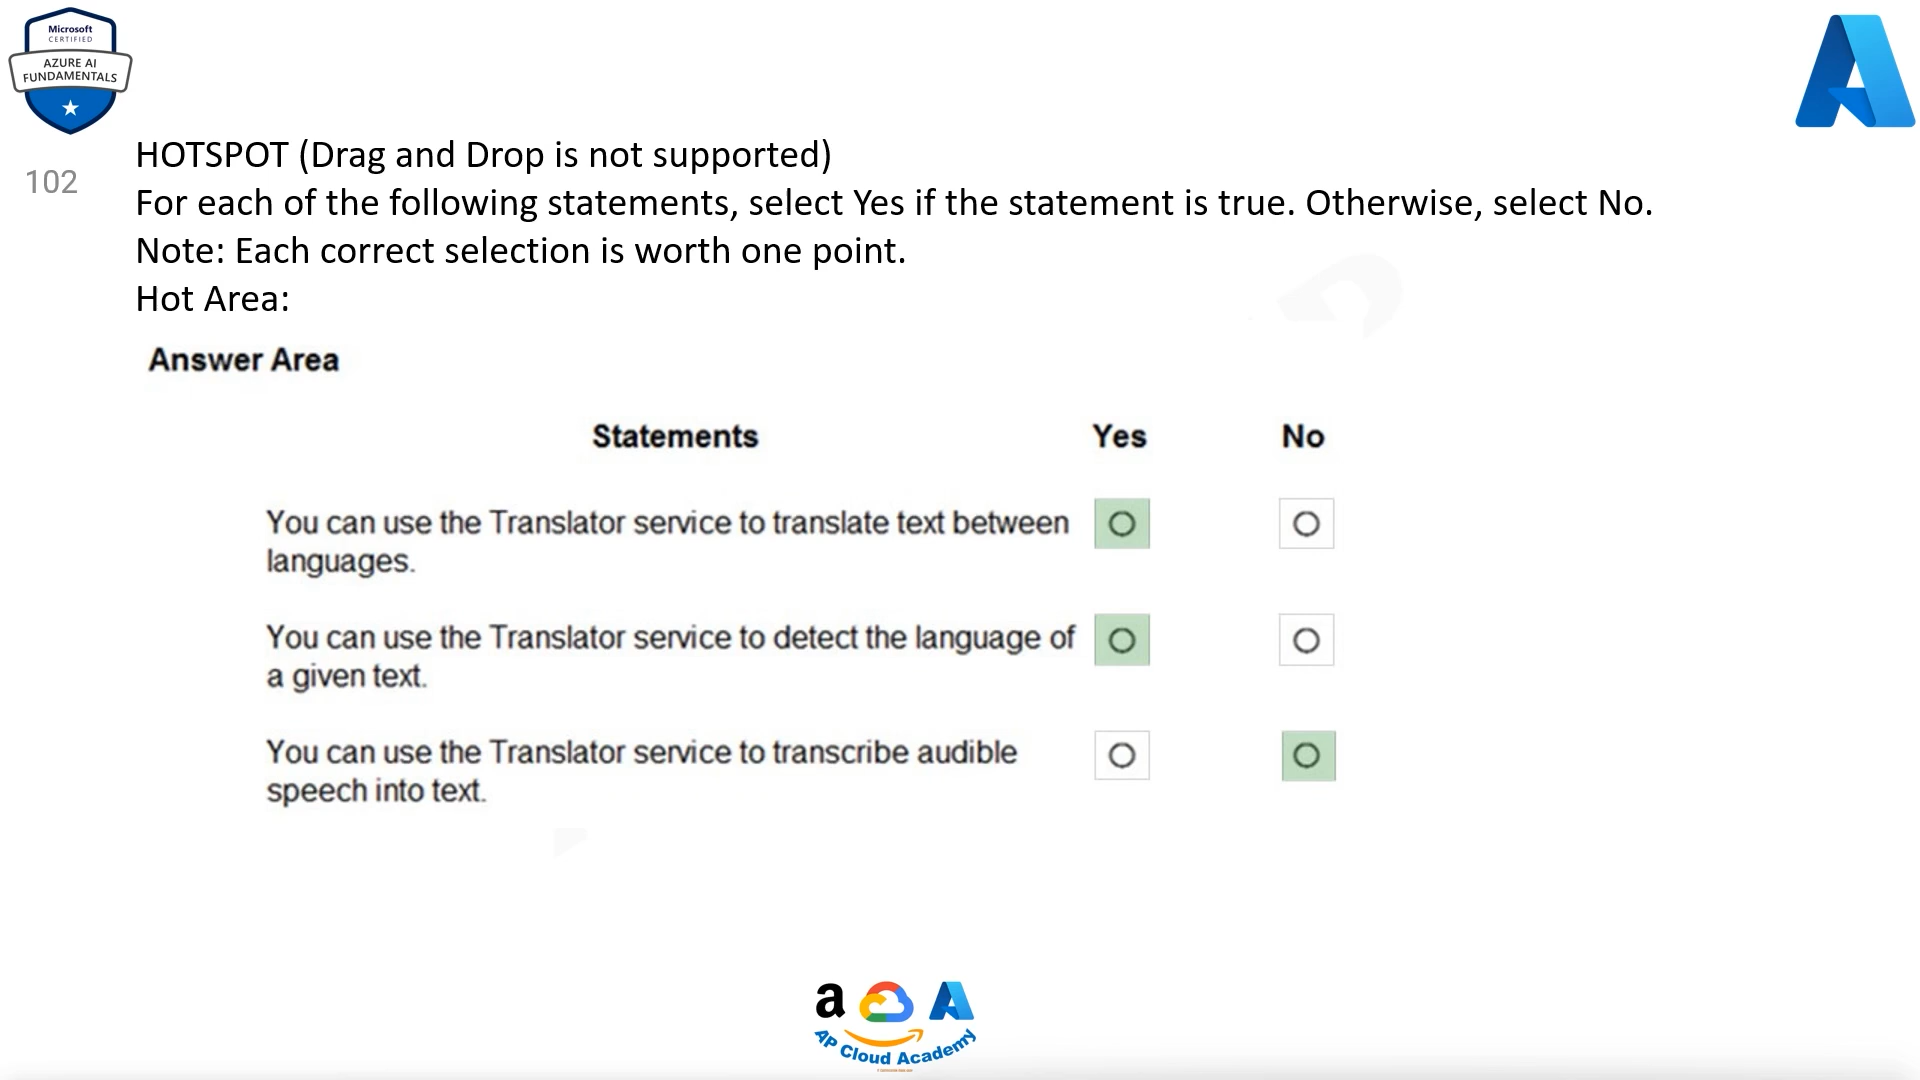 Microsoft
CERTIFIED
AZURE AI
FUNDAMENTALS
102
HOTSPOT (Drag and Drop is not supported)
For each of the following statements, select Yes if the statement is true. Otherwise, select No.
Note: Each correct selection is worth one point.
Hot Area:
Answer Area
Statements Yes No
You can use the Translator service to translate text between
languages.
You can use the Translator service to detect the language of
a given text.
You can use the Translator service to transcribe audible
speech into text.
a
AP Cloud Academy